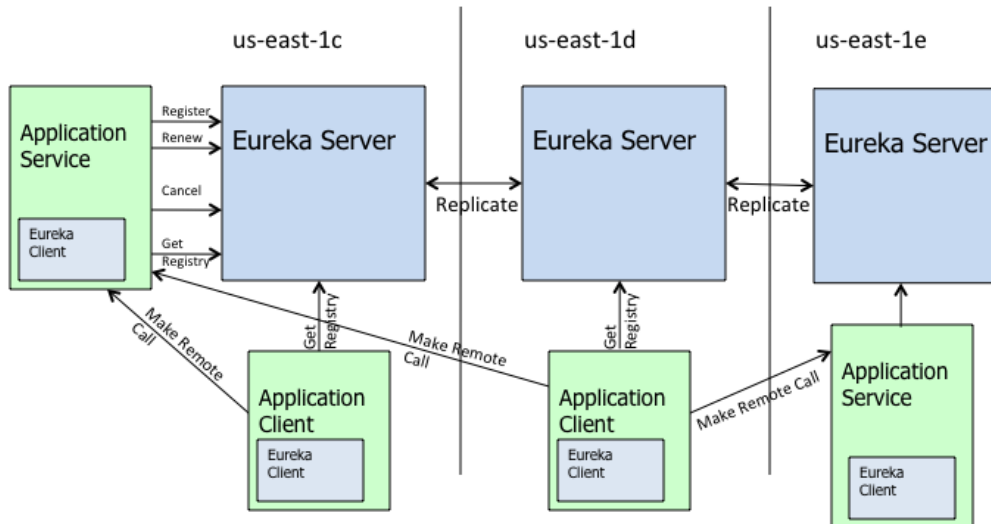 us-east-1c
us-east-1d
us-east-1e
Application
Service
Eureka
Client
Register
Renew
Cancel
Get
Registry
Eureka Server
Replicate
Eureka Server
Replicate
Eureka Server
Make Remote
Call
Get
Registry
Make Remote
Call
Get
Registry
Make Remote Call
Application
Client
Eureka
Client
Application
Client
Eureka
Client
Application
Service
Eureka
Client